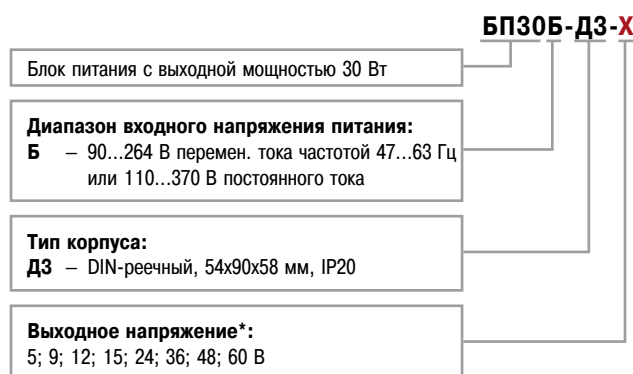 БП30Б-Д3-Х
Блок питания с выходной мощностью 30 Вт
Диапазон входного напряжения питания:
Б – 90...264 В перемен. тока частотой 47...63 Гц
или 110...370 В постоянного тока
Тип корпуса:
Д3 – DIN-реечный, 54х90х58 мм, IP20
Выходное напряжение*:
5; 9; 12; 15; 24; 36; 48; 60 В